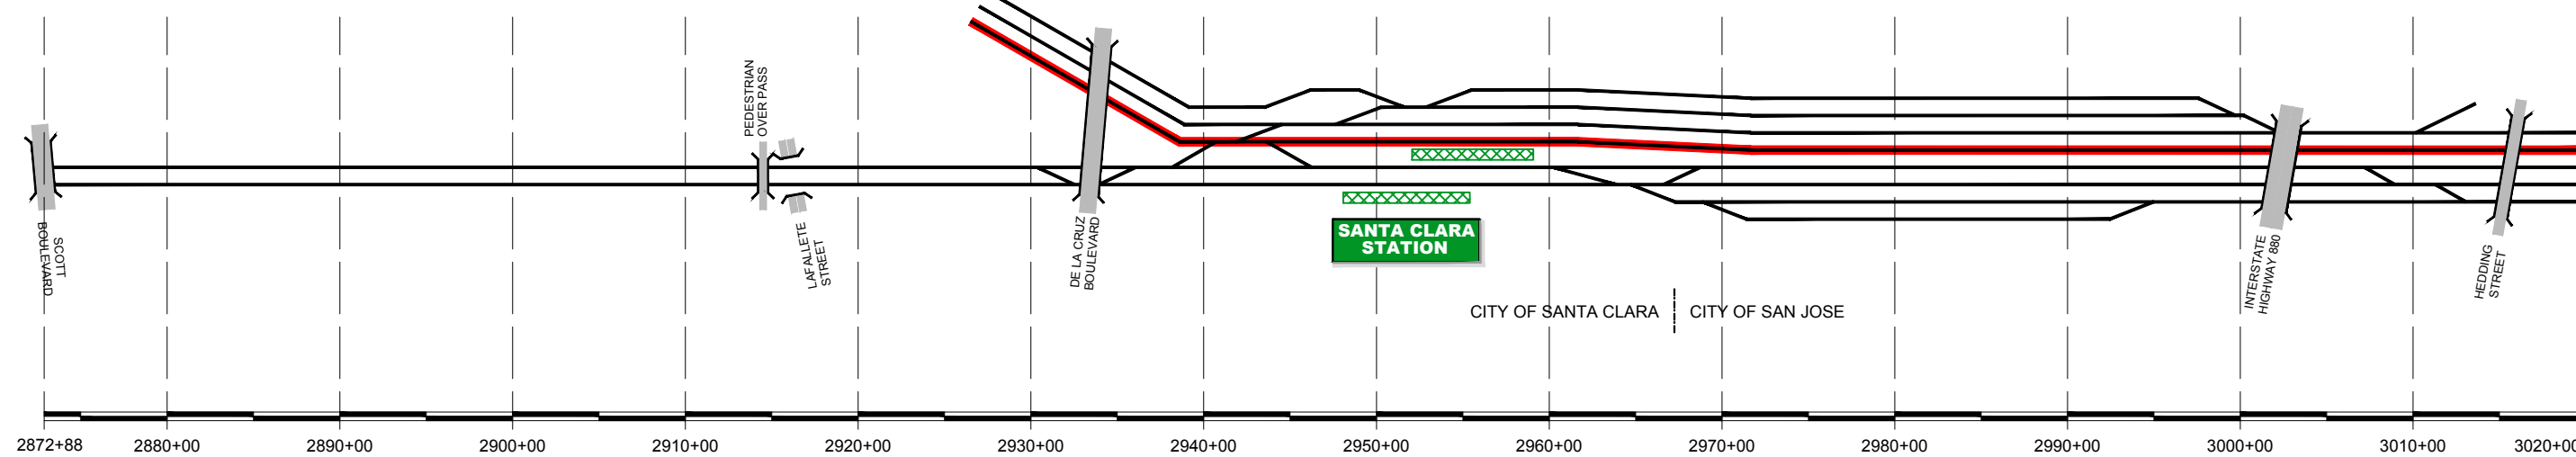 PEDESTRIAN
OVER PASS
SCOTT
BOULEVARD
LAFALLETE
STREET
DE LA CRUZ
BOULEVARD
SANTA CLARA
STATION
INTERSTATE
HIGHWAY 880
HEDDING
STREET
CITY OF SANTA CLARA
CITY OF SAN JOSE
2872+88
2880+00
2890+00
2900+00
2910+00
2920+00
2930+00
2940+00
2950+00
2960+00
2970+00
2980+00
2990+00
3000+00
3010+00
3020+00